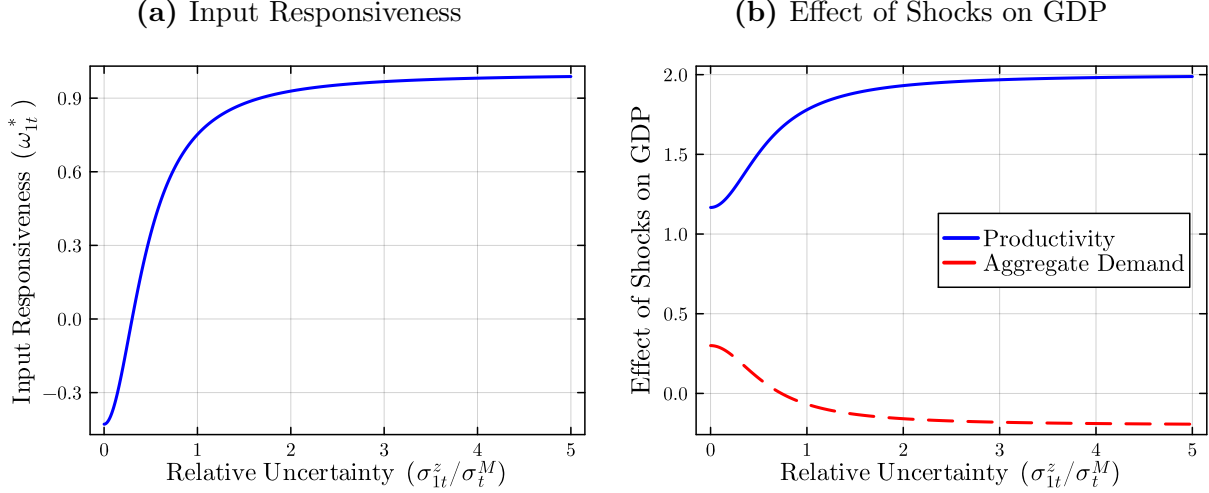 (a) Input Responsiveness
Input Responsiveness (ω*₁ₜ)
0.9
0.6
0.3
0.0
−0.3
0 1 2 3 4 5
Relative Uncertainty (σᶻ₁ₜ/σᴹₜ)
(b) Effect of Shocks on GDP
Effect of Shocks on GDP
2.0
1.5
1.0
0.5
0.0
Productivity
Aggregate Demand
0 1 2 3 4 5
Relative Uncertainty (σᶻ₁ₜ/σᴹₜ)